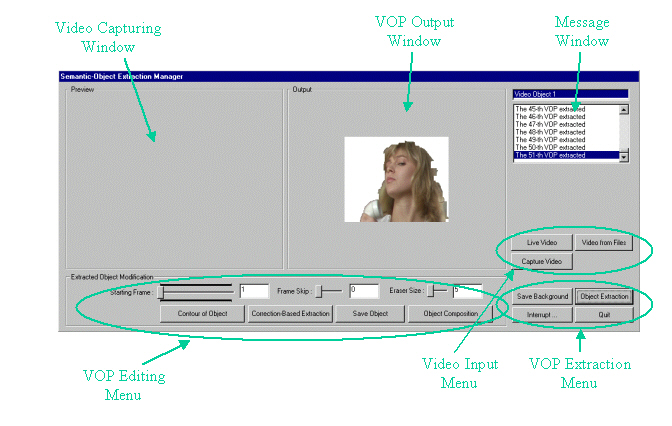 Video Capturing
Window
VOP Output
Window
Message
Window
Semantic-Object Extraction Manager
Preview
Output
Video Object 1
The 45-th VOP extracted
The 46-th VOP extracted
The 47-th VOP extracted
The 48-th VOP extracted
The 49-th VOP extracted
The 50-th VOP extracted
The 51-th VOP extracted
Live Video
Video from Files
Capture Video
Extracted Object Modification
Starting Frame :
1
Frame Skip :
0
Eraser Size :
5
Save Background
Object Extraction
Contour of Object
Correction-Based Extraction
Save Object
Object Composition
Interrupt ...
Quit
VOP Editing
Menu
Video Input
Menu
VOP Extraction
Menu